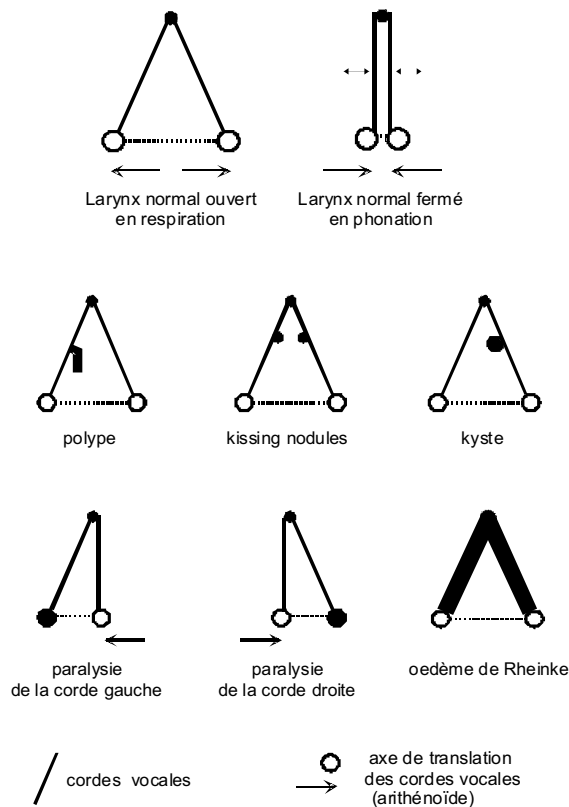 Larynx normal ouvert
en respiration
Larynx normal fermé
en phonation
polype
kissing nodules
kyste
paralysie
de la corde gauche
paralysie
de la corde droite
oedème de Rheinke
cordes vocales
axe de translation
des cordes vocales
(arithénoïde)